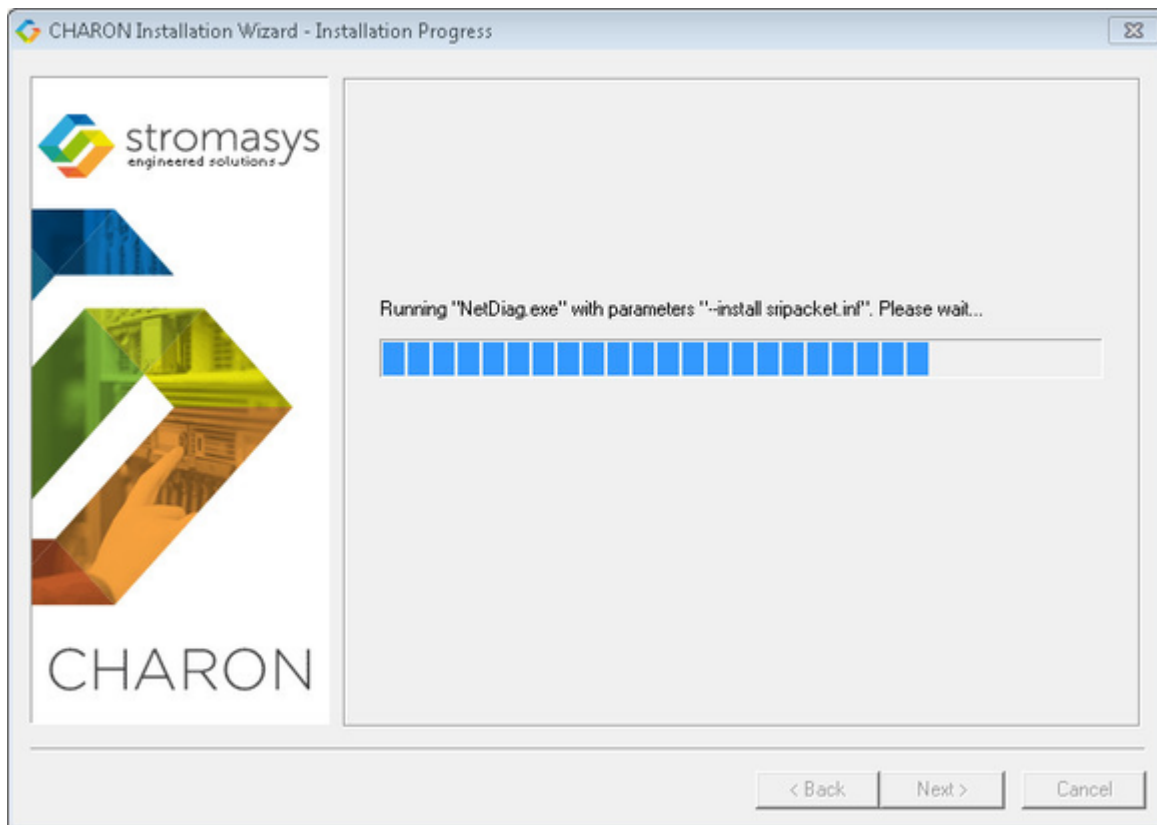 CHARON Installation Wizard - Installation Progress
stromasys
engineered solutions
Running "NetDiag.exe" with parameters "--install sripacket.inf". Please wait...
CHARON
< Back
Next >
Cancel